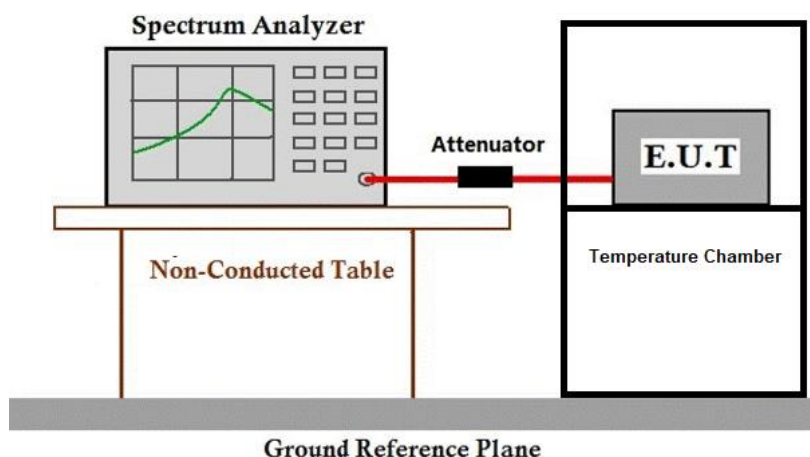 Spectrum Analyzer
Attenuator
E.U.T
Temperature Chamber
Non-Conducted Table
Ground Reference Plane